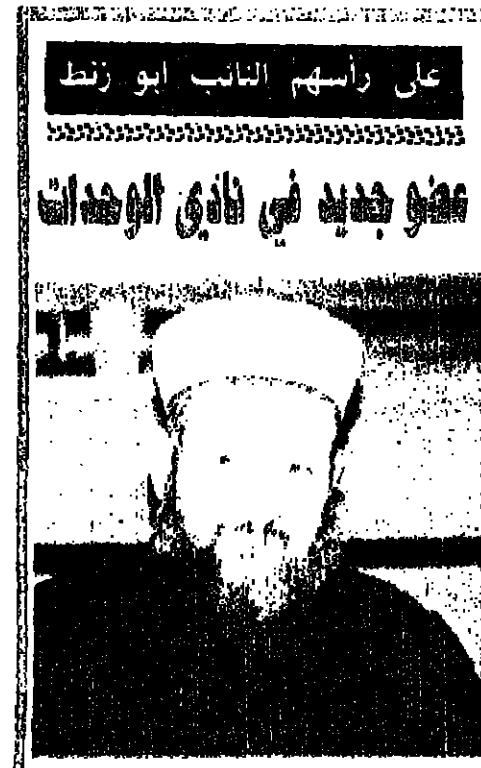 على رأسهم النائب ابو زنط
عضو جديد في نادي الوحدات